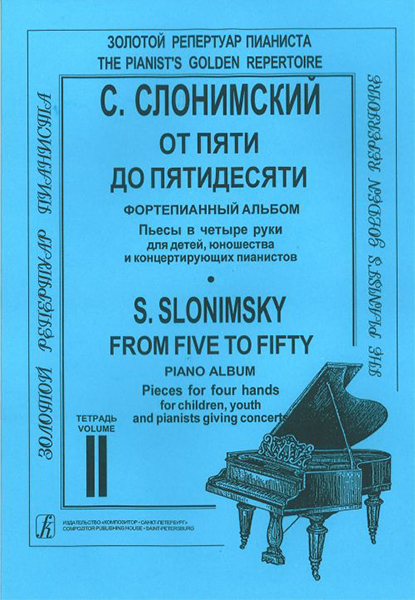 ЗОЛОТОЙ РЕПЕРТУАР ПИАНИСТА
THE PIANIST'S GOLDEN REPERTOIRE
ЗОЛОТОЙ РЕПЕРТУАР ПИАНИСТА
THE PIANIST'S GOLDEN REPERTOIRE
С. СЛОНИМСКИЙ
ОТ ПЯТИ
ДО ПЯТИДЕСЯТИ
ФОРТЕПИАННЫЙ АЛЬБОМ
Пьесы в четыре руки
для детей, юношества
и концертирующих пианистов
S. SLONIMSKY
FROM FIVE TO FIFTY
PIANO ALBUM
Pieces for four hands
for children, youth
and pianists giving concerts
ТЕТРАДЬ
VOLUME
II
ИЗДАТЕЛЬСТВО «КОМПОЗИТОР • САНКТ-ПЕТЕРБУРГ»
COMPOZITOR PUBLISHING HOUSE • SAINT-PETERSBURG